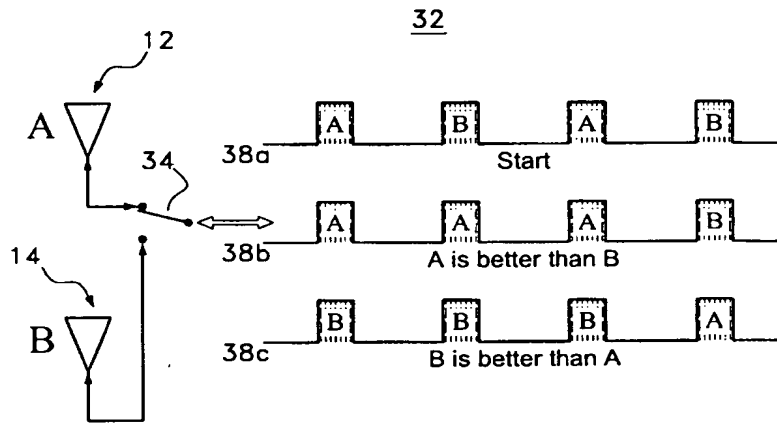 32
12
A
A B A B
38a
Start
34
A A A B
38b
A is better than B
14
B
B B B A
38c
B is better than A